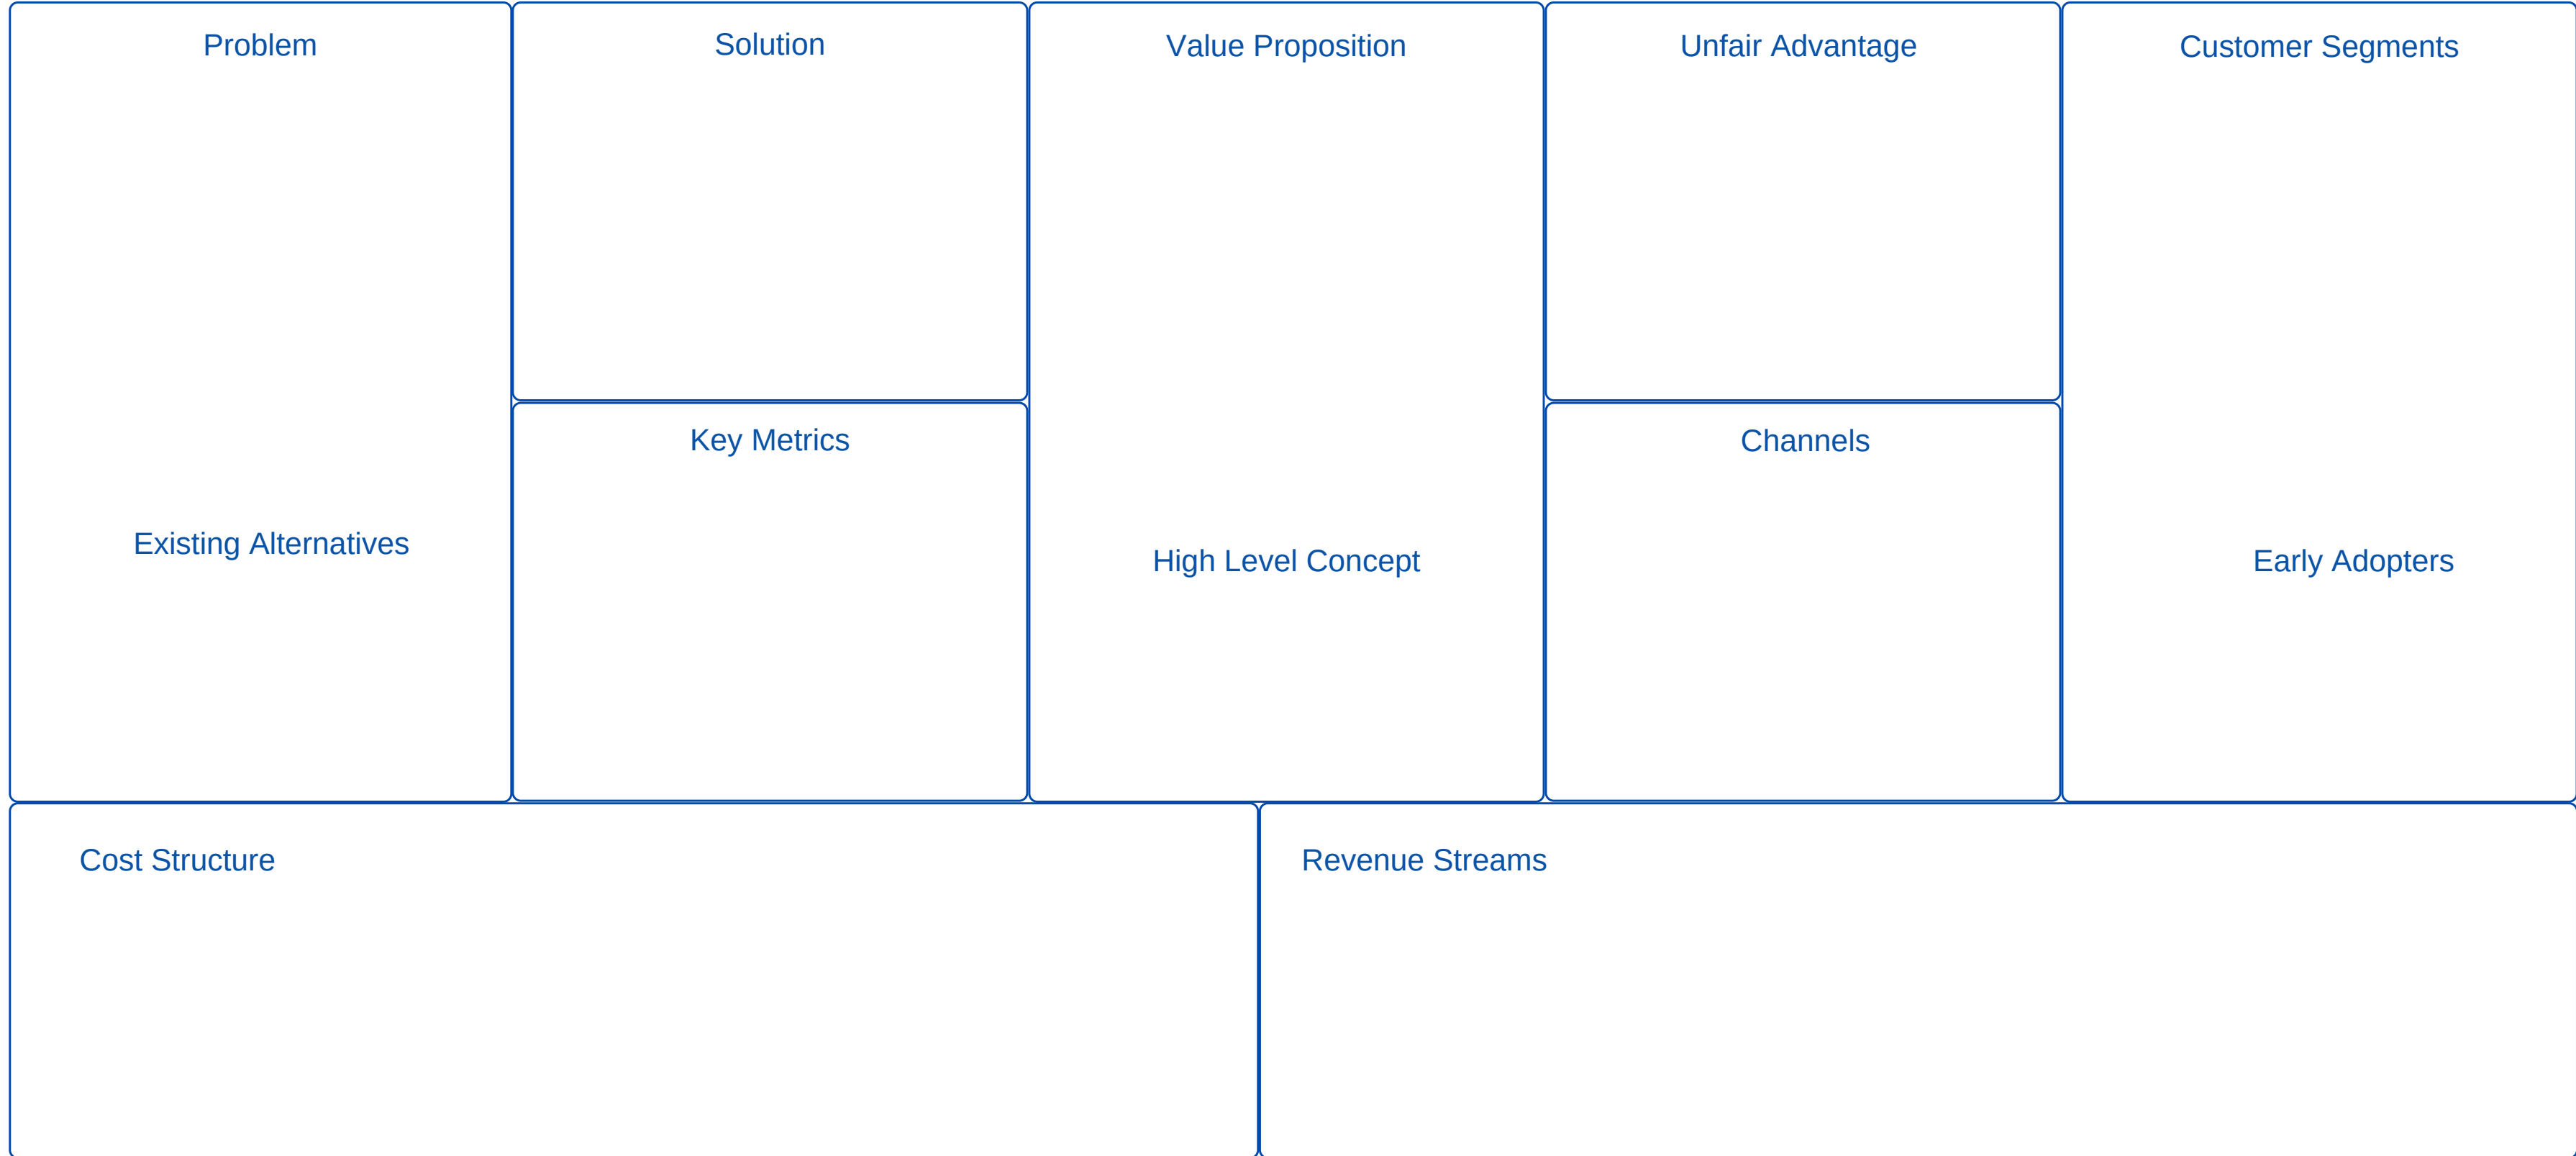 Problem
Existing Alternatives
Solution
Key Metrics
Value Proposition
High Level Concept
Unfair Advantage
Channels
Customer Segments
Early Adopters
Cost Structure
Revenue Streams